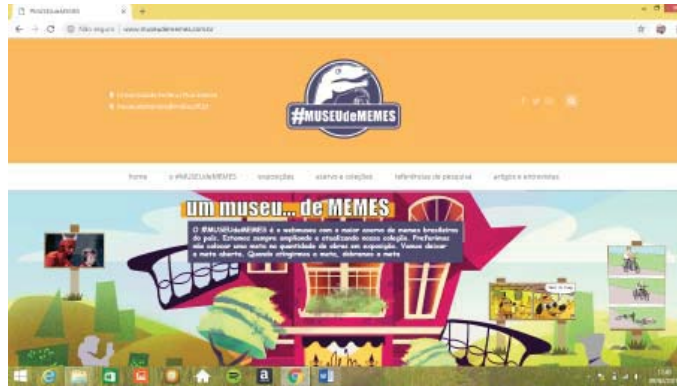 #MUSEUdeMEMES
Não seguro | www.museudememes.com.br
Universidade Federal Fluminense
#MUSEUdeMEMES
home o #MUSEUdeMEMES exposições acervo e coleções referências de pesquisa artigos e entrevistas
um museu... de MEMES
O #MUSEUdeMEMES é o webmuseu com o maior acervo de memes brasileiros
do país. Estamos sempre ampliando e atualizando nossa coleção. Preferimos
não colocar uma meta na quantidade de obras em exposição. Vamos deixar
a meta aberta. Quando atingirmos a meta, dobramos a meta